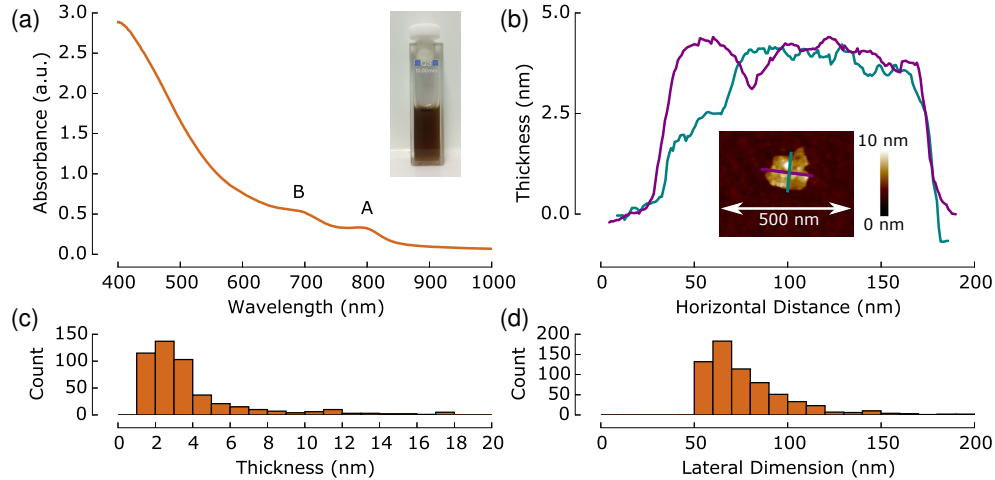 (a)
3.0
2.5
2.0
1.5
1.0
0.5
0.0
Absorbance (a.u.)
B
A
400 500 600 700 800 900 1000
Wavelength (nm)
(b)
5.0
2.5
0.0
Thickness (nm)
10 nm
0 nm
500 nm
0 50 100 150 200
Horizontal Distance (nm)
(c)
150
100
50
0
Count
0 2 4 6 8 10 12 14 16 18 20
Thickness (nm)
(d)
200
150
100
50
0
Count
0 50 100 150 200
Lateral Dimension (nm)